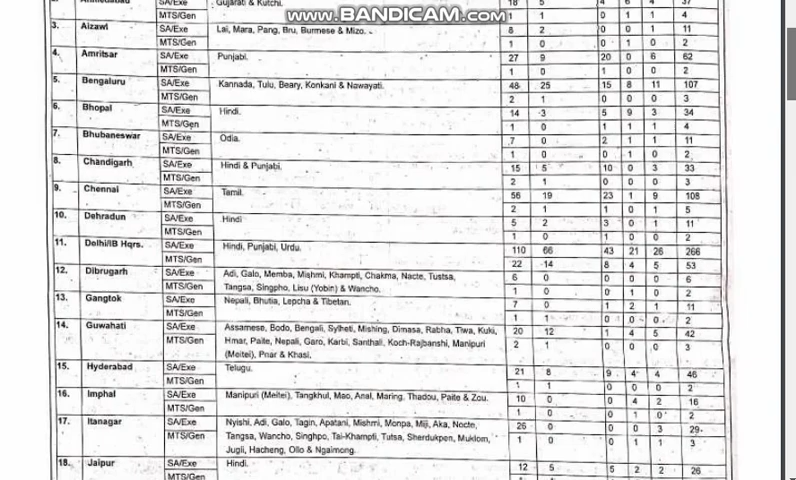 2. Ahmedabad SA/Exe Gujarati & Kutchi. 18 5 4 6 4 37
MTS/Gen 1 1 0 1 1 4
WWW.BANDICAM.COM
3. Aizawl SA/Exe Lai, Mara, Pang, Bru, Burmese & Mizo. 8 2 0 0 1 11
MTS/Gen 1 0 0 1 0 2
4. Amritsar SA/Exe Punjabi. 27 9 20 0 6 62
MTS/Gen 1 0 1 0 0 2
5. Bengaluru SA/Exe Kannada, Tulu, Beary, Konkani & Nawayati. 48 25 15 8 11 107
MTS/Gen 2 1 0 0 0 3
6. Bhopal SA/Exe Hindi. 14 3 5 9 3 34
MTS/Gen 1 0 1 1 1 4
7. Bhubaneswar SA/Exe Odia. 7 0 2 1 1 11
MTS/Gen 1 0 0 1 0 2
8. Chandigarh SA/Exe Hindi & Punjabi. 15 5 10 0 3 33
MTS/Gen 2 1 0 0 0 3
9. Chennai SA/Exe Tamil. 56 19 23 1 9 108
MTS/Gen 2 1 1 0 1 5
10. Dehradun SA/Exe Hindi 5 2 3 0 1 11
MTS/Gen 1 0 1 0 0 2
11. Delhi/IB Hqrs. SA/Exe Hindi, Punjabi, Urdu. 110 66 43 21 26 266
MTS/Gen 22 14 8 4 5 53
12. Dibrugarh SA/Exe Adi, Galo, Memba, Mishmi, Khampti, Chakma, Nacte, Tustsa, 6 0 0 0 0 6
MTS/Gen Tangsa, Singpho, Lisu (Yobin) & Wancho. 1 0 0 1 0 2
13. Gangtok SA/Exe Nepali, Bhutia, Lepcha & Tibetan. 7 0 1 2 1 11
MTS/Gen 1 1 0 0 0 2
14. Guwahati SA/Exe Assamese, Bodo, Bengali, Sylheti, Mishing, Dimasa, Rabha, Tiwa, Kuki, 20 12 1 4 5 42
MTS/Gen Hmar, Paite, Nepali, Garo, Karbi, Santhali, Koch-Rajbanshi, Manipuri 2 1 0 0 0 3
(Meitei), Pnar & Khasi.
15. Hyderabad SA/Exe Telugu. 21 8 9 4 4 46
MTS/Gen 1 1 0 0 0 2
16. Imphal SA/Exe Manipuri (Meitei), Tangkhul, Mao, Anal, Maring, Thadou, Paite & Zou. 10 0 0 4 2 16
MTS/Gen 1 0 0 1 0 2
17. Itanagar SA/Exe Nyishi, Adi, Galo, Tagin, Apatani, Mishmi, Monpa, Miji, Aka, Nocte, 26 0 0 0 3 29
MTS/Gen Tangsa, Wancho, Singhpo, Tai-Khampti, Tutsa, Sherdukpen, Muklom, 1 0 0 1 1 3
Jugli, Hacheng, Ollo & Ngaimong.
18. Jaipur SA/Exe Hindi. 12 5 5 2 2 26
MTS/Gen